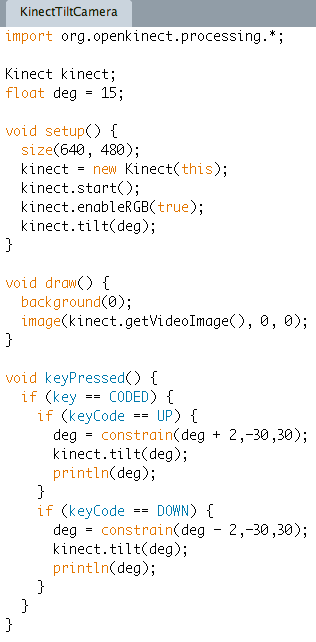 KinectTiltCamera
import org.openkinect.processing.*;

Kinect kinect;
float deg = 15;

void setup() {
  size(640, 480);
  kinect = new Kinect(this);
  kinect.start();
  kinect.enableRGB(true);
  kinect.tilt(deg);
}

void draw() {
  background(0);
  image(kinect.getVideoImage(), 0, 0);
}

void keyPressed() {
  if (key == CODED) {
    if (keyCode == UP) {
      deg = constrain(deg + 2,-30,30);
      kinect.tilt(deg);
      println(deg);
    }
    if (keyCode == DOWN) {
      deg = constrain(deg - 2,-30,30);
      kinect.tilt(deg);
      println(deg);
    }
  }
}